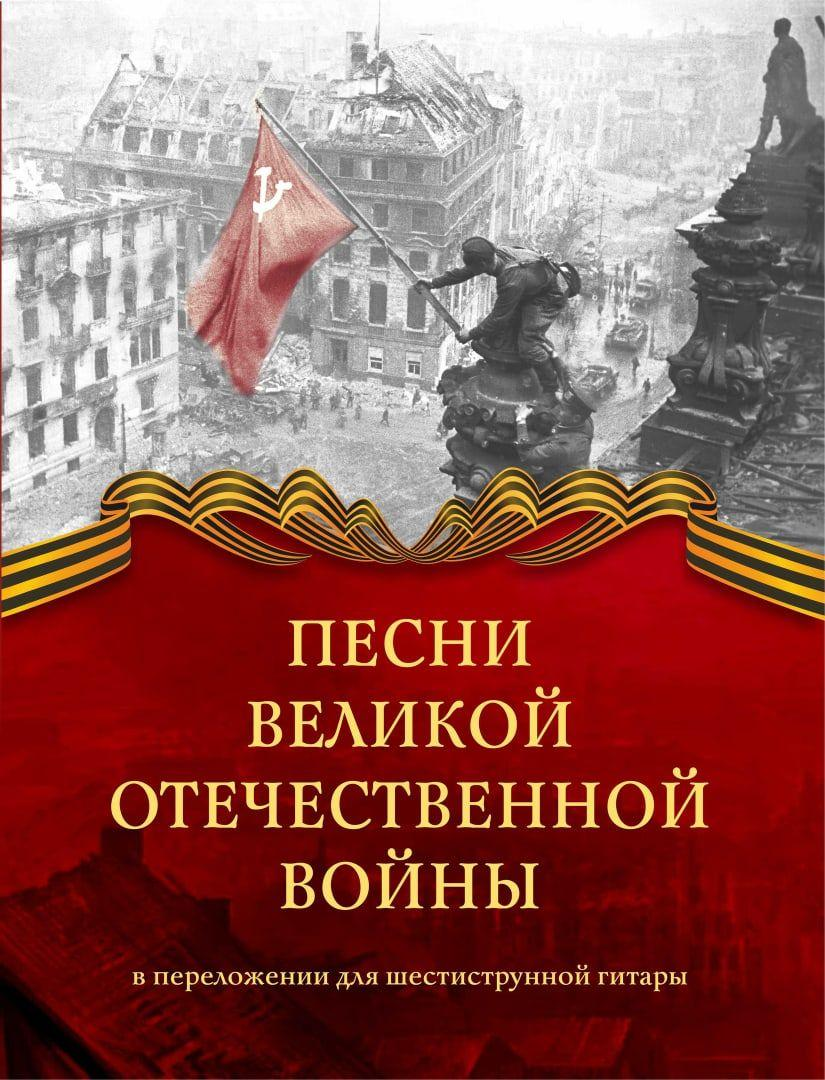 ПЕСНИ
ВЕЛИКОЙ
ОТЕЧЕСТВЕННОЙ
ВОЙНЫ
в переложении для шестиструнной гитары